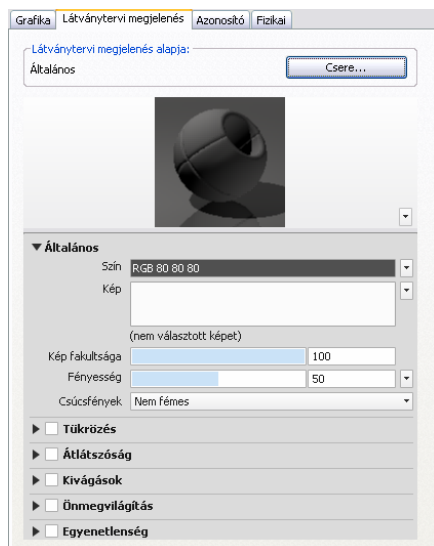 Grafika Látványtervi megjelenés Azonosító Fizikai
Látványtervi megjelenés alapja:
Általános Csere...
Általános
Szín RGB 80 80 80
Kép
(nem választott képet)
Kép fakultsága 100
Fényesség 50
Csúcsfények Nem fémes
Tükrözés
Átlátszóság
Kivágások
Önmegvilágítás
Egyenetlenség